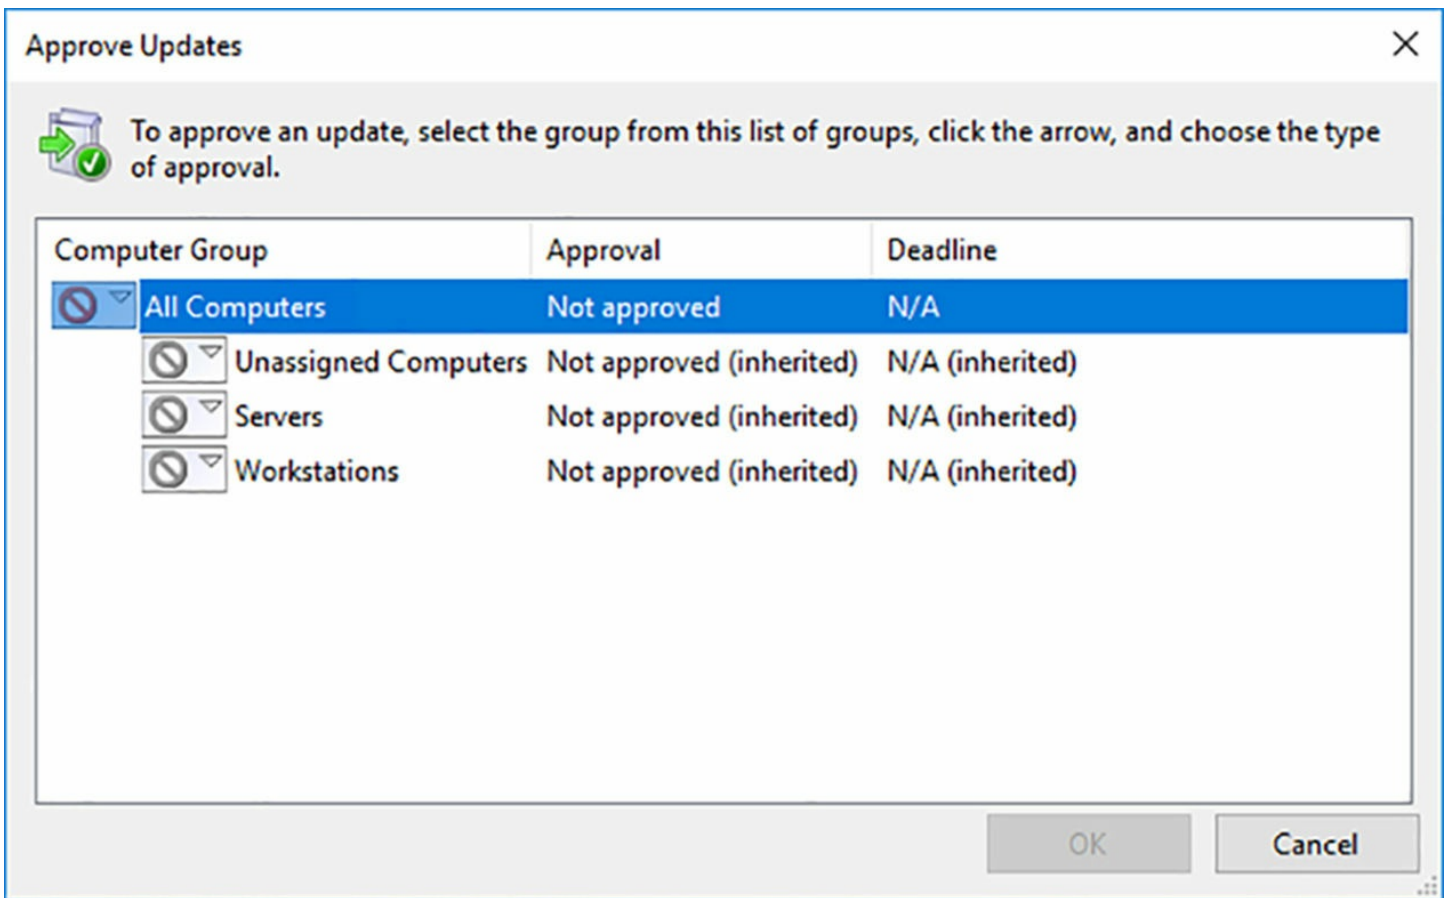 Approve Updates
To approve an update, select the group from this list of groups, click the arrow, and choose the type
of approval.
Computer Group Approval Deadline
All Computers Not approved N/A
Unassigned Computers Not approved (inherited) N/A (inherited)
Servers Not approved (inherited) N/A (inherited)
Workstations Not approved (inherited) N/A (inherited)
OK Cancel